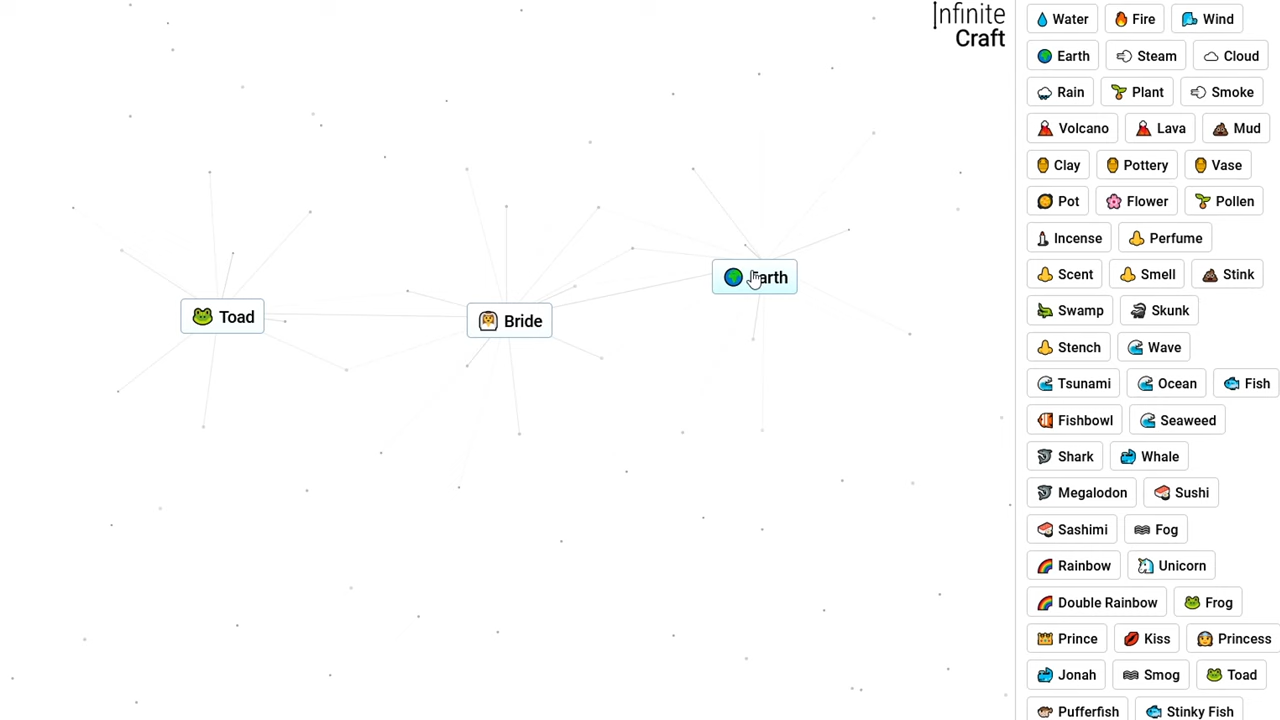 Infinite
Craft
Toad
Bride
Earth
Water Fire Wind
Earth Steam Cloud
Rain Plant Smoke
Volcano Lava Mud
Clay Pottery Vase
Pot Flower Pollen
Incense Perfume
Scent Smell Stink
Swamp Skunk
Stench Wave
Tsunami Ocean Fish
Fishbowl Seaweed
Shark Whale
Megalodon Sushi
Sashimi Fog
Rainbow Unicorn
Double Rainbow Frog
Prince Kiss Princess
Jonah Smog Toad
Pufferfish Stinky Fish